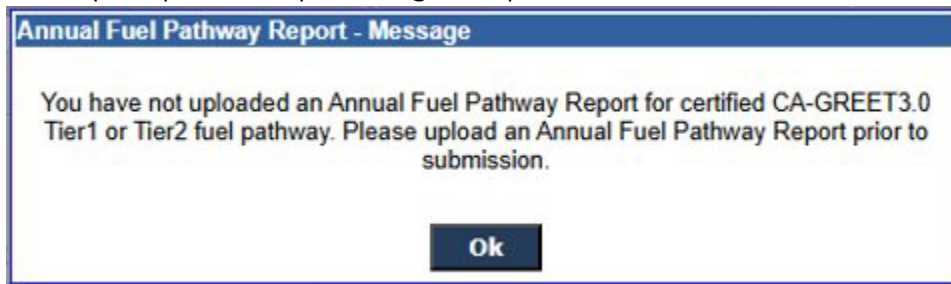 Annual Fuel Pathway Report - Message
You have not uploaded an Annual Fuel Pathway Report for certified CA-GREET3.0
Tier1 or Tier2 fuel pathway. Please upload an Annual Fuel Pathway Report prior to
submission.
Ok